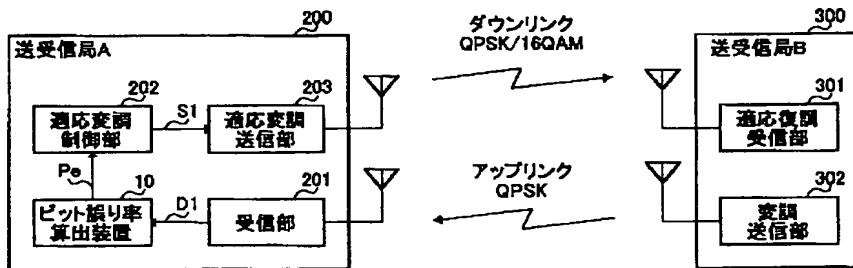 200
送受信局A
202
適応変調
制御部
S1
203
適応変調
送信部
Pe
10
ビット誤り率
算出装置
D1
201
受信部
ダウンリンク
QPSK/16QAM
アップリンク
QPSK
300
送受信局B
301
適応復調
受信部
302
変調
送信部